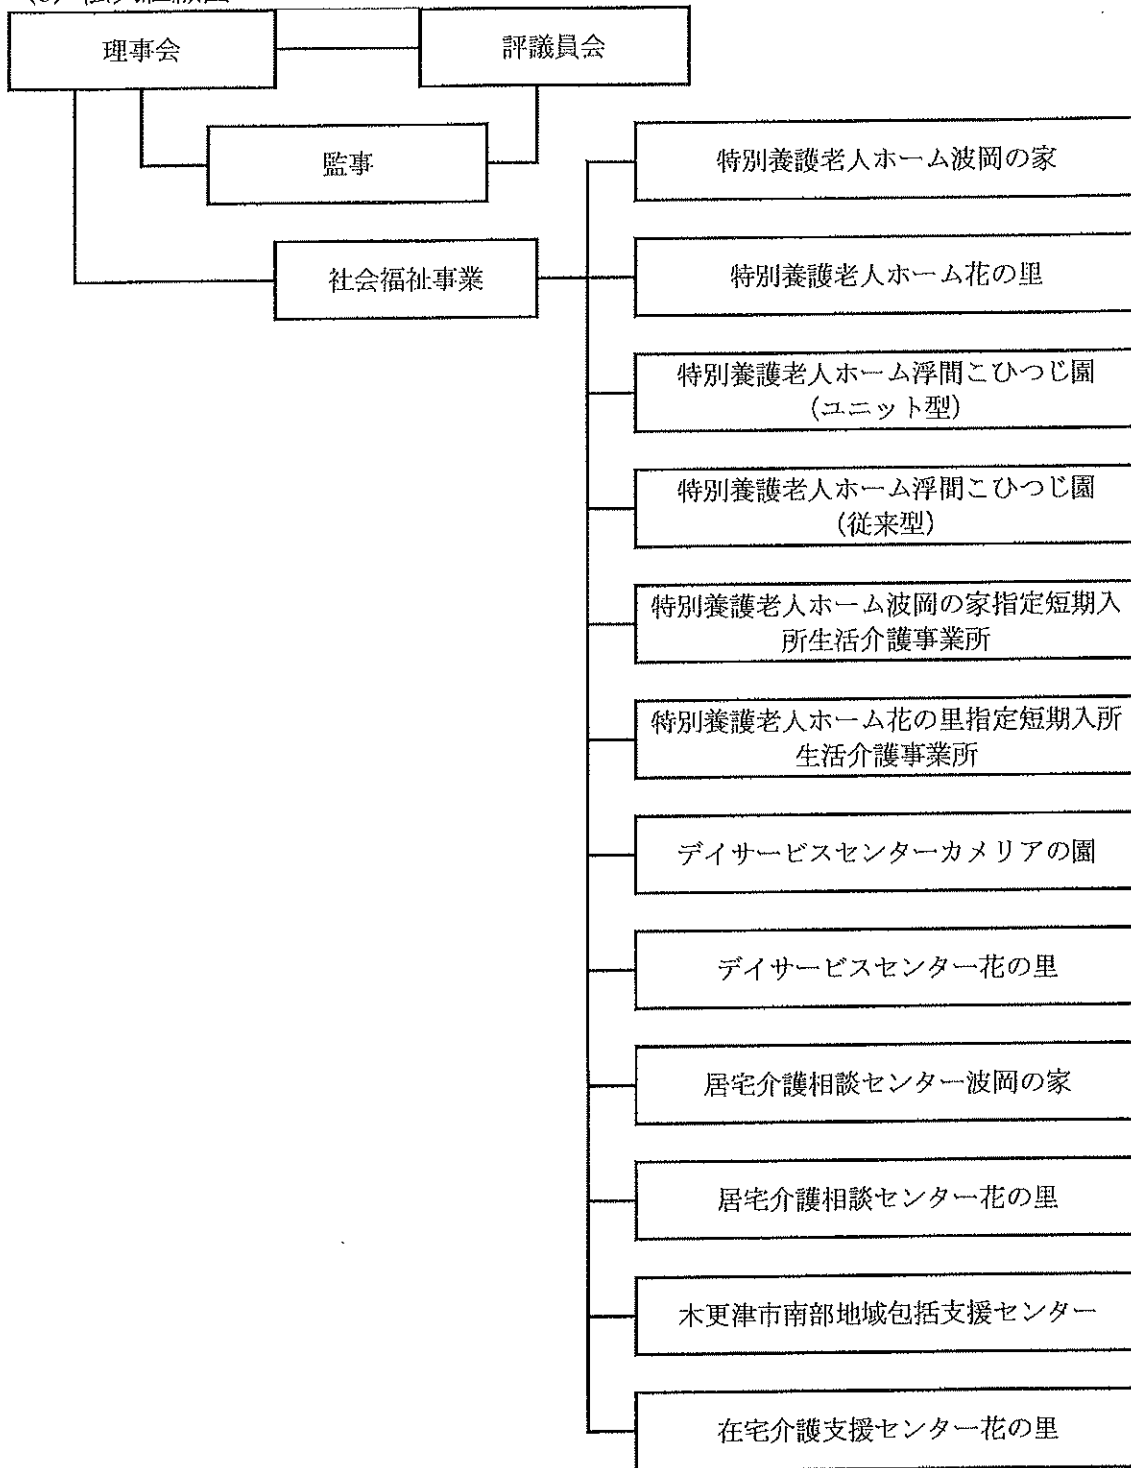 理事会
評議員会
監事
社会福祉事業
特別養護老人ホーム波岡の家
特別養護老人ホーム花の里
特別養護老人ホーム浮間こひつじ園
(ユニット型)
特別養護老人ホーム浮間こひつじ園
(従来型)
特別養護老人ホーム波岡の家指定短期入
所生活介護事業所
特別養護老人ホーム花の里指定短期入所
生活介護事業所
デイサービスセンターカメリアの園
デイサービスセンター花の里
居宅介護相談センター波岡の家
居宅介護相談センター花の里
木更津市南部地域包括支援センター
在宅介護支援センター花の里